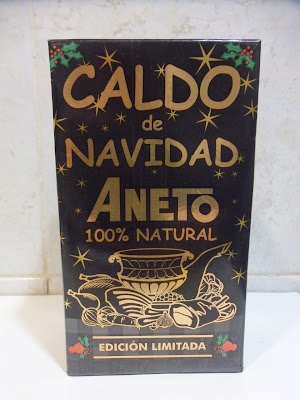 CALDO
de
NAVIDAD
ANETO
100% NATURAL
EDICIÓN LIMITADA